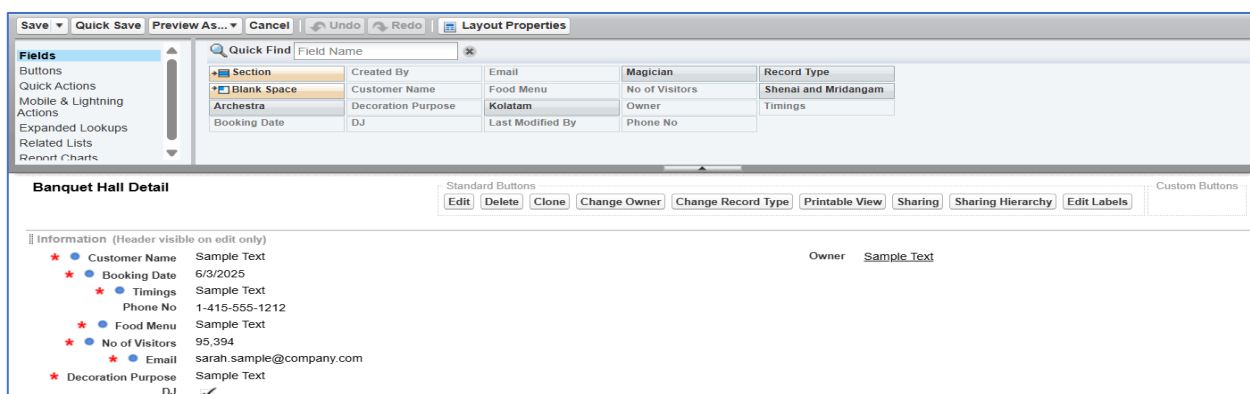 Save Quick Save Preview As... Cancel Undo Redo Layout Properties
Fields
Buttons
Quick Actions
Mobile & Lightning
Actions
Expanded Lookups
Related Lists
Report Charts
Quick Find Field Name
Section Created By Email Magician Record Type
Blank Space Customer Name Food Menu No of Visitors Shenai and Mridangam
Archestra Decoration Purpose Kolatam Owner Timings
Booking Date DJ Last Modified By Phone No
Banquet Hall Detail
Standard Buttons
Edit Delete Clone Change Owner Change Record Type Printable View Sharing Sharing Hierarchy Edit Labels
Custom Buttons
Information (Header visible on edit only)
* Customer Name Sample Text Owner Sample Text
* Booking Date 6/3/2025
* Timings Sample Text
Phone No 1-415-555-1212
* Food Menu Sample Text
* No of Visitors 95,394
* Email sarah.sample@company.com
* Decoration Purpose Sample Text
DJ